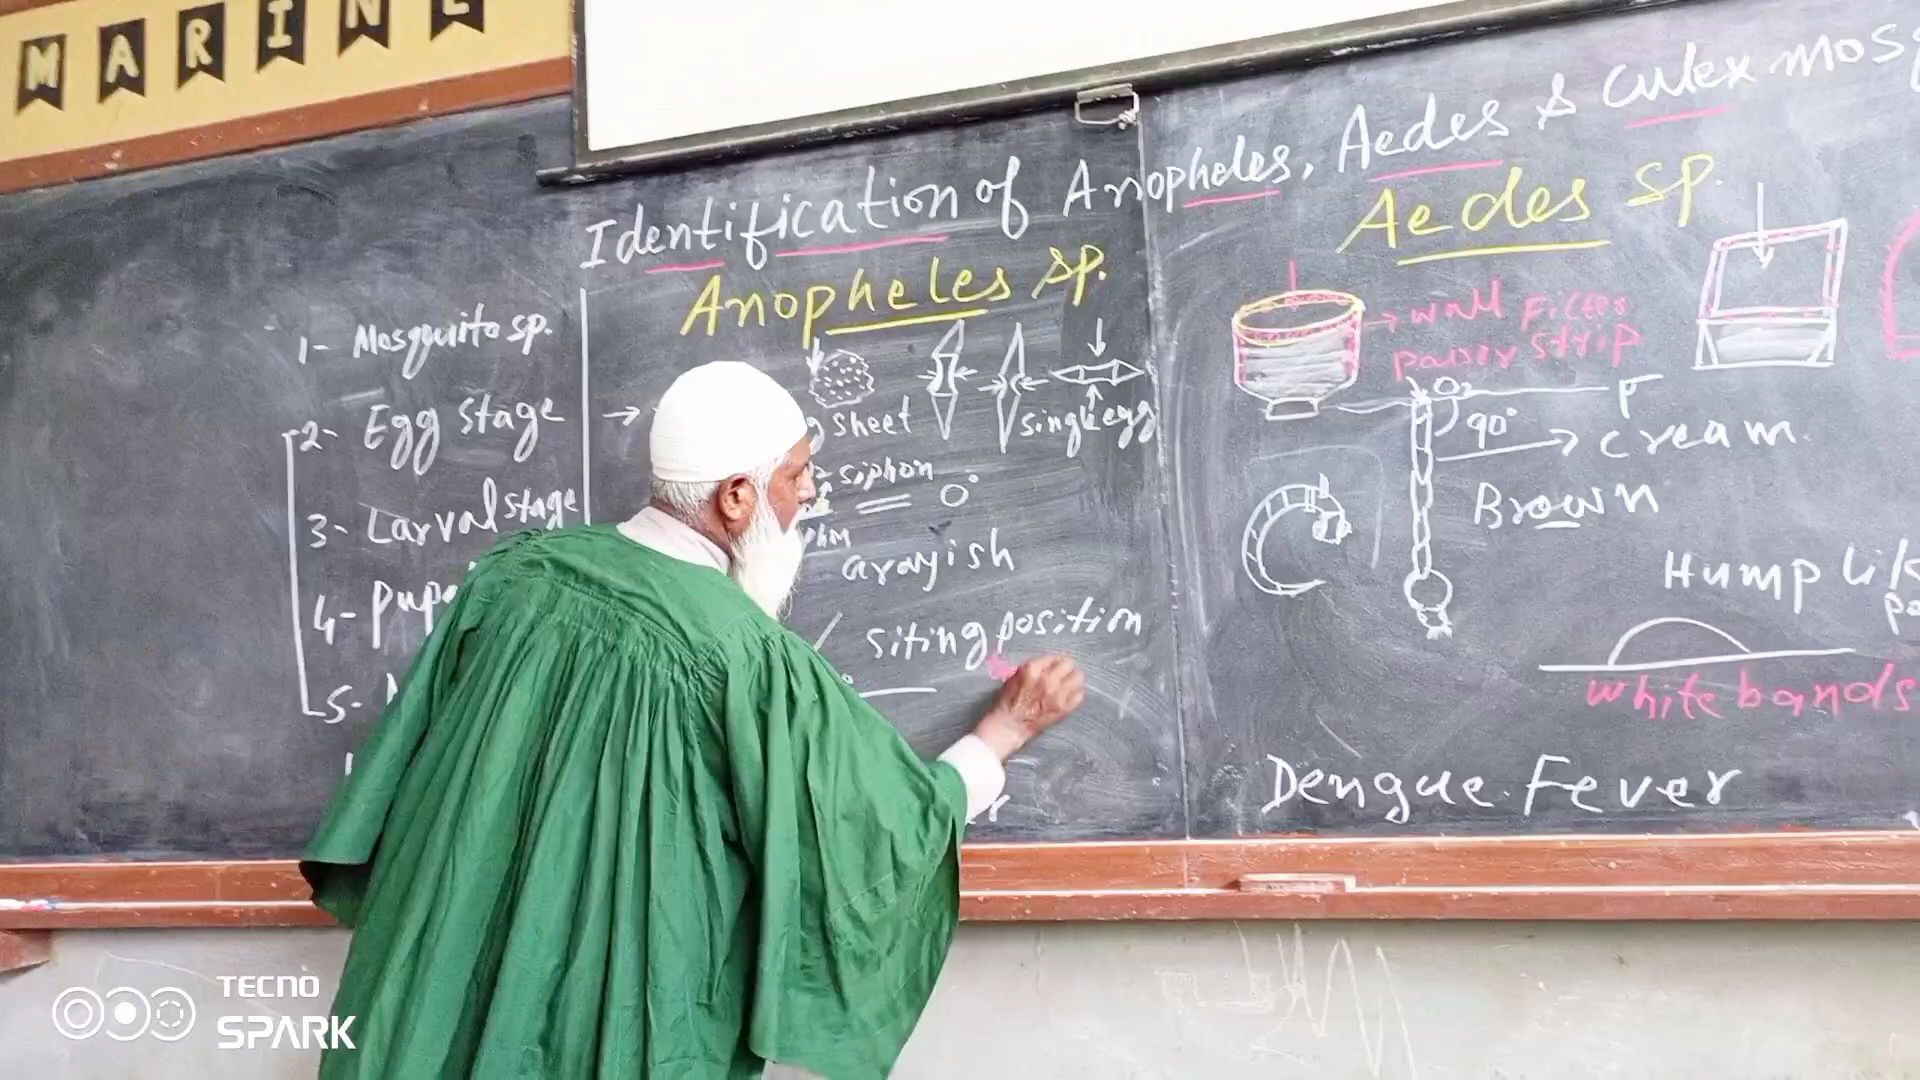 MARINE
Identification of Anopheles, Aedes & Culex
Anopheles sp.
Aedes sp.
1- Mosquito sp.
2- Egg stage
3- Larval stage
4- Pup
5-
sheet
single egg
siphon
0°
grayish
siting position
wall Filter
paper strip
O2
90°
cream.
Brown
Hump Lik
white bands
Dengue Fever
TECNO
SPARK